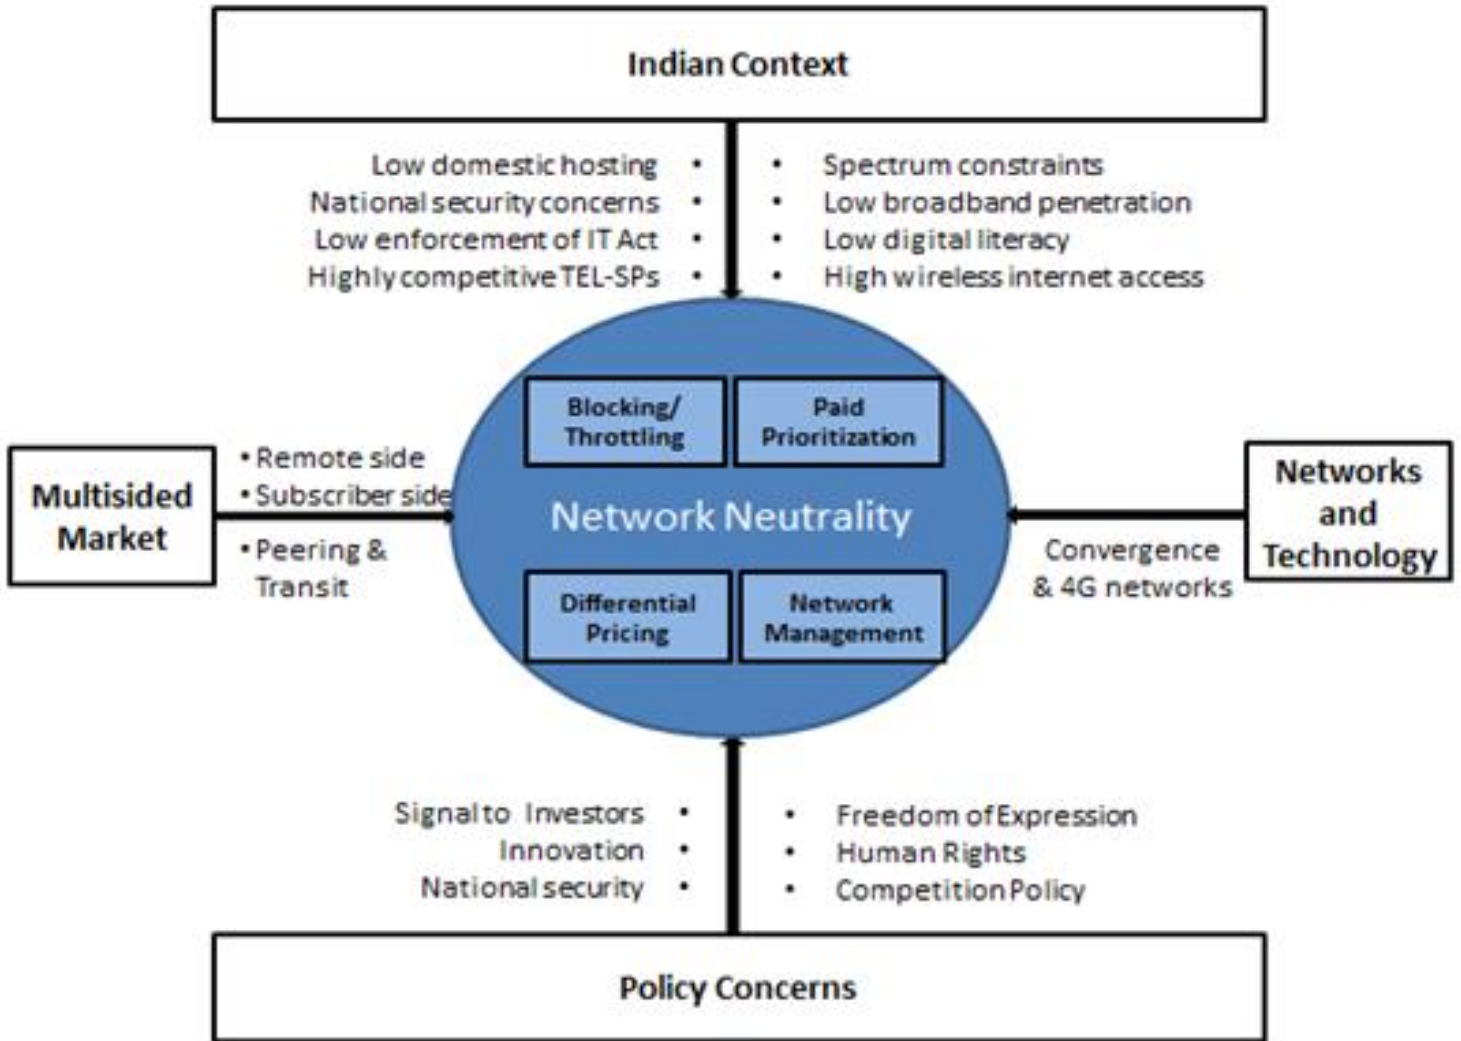 Indian Context
Low domestic hosting •
National security concerns •
Low enforcement of IT Act •
Highly competitive TEL-SPs •
• Spectrum constraints
• Low broadband penetration
• Low digital literacy
• High wireless internet access
Multisided
Market
• Remote side
• Subscriber side
• Peering &
Transit
Blocking/
Throttling
Paid
Prioritization
Network Neutrality
Differential
Pricing
Network
Management
Networks
and
Technology
Convergence
& 4G networks
Signal to Investors •
Innovation •
National security •
• Freedom of Expression
• Human Rights
• Competition Policy
Policy Concerns